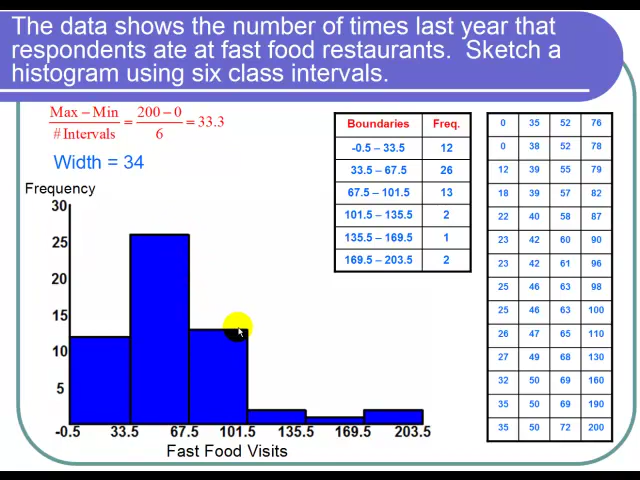 The data shows the number of times last year that
respondents ate at fast food restaurants. Sketch a
histogram using six class intervals.
Max − Min / # Intervals = 200 − 0 / 6 = 33.3
Width = 34
Frequency
30
25
20
15
10
5
-0.5 33.5 67.5 101.5 135.5 169.5 203.5
Fast Food Visits
Boundaries Freq.
-0.5 – 33.5 12
33.5 – 67.5 26
67.5 – 101.5 13
101.5 – 135.5 2
135.5 – 169.5 1
169.5 – 203.5 2
0 35 52 76
0 38 52 78
12 39 55 79
18 39 57 82
22 40 58 87
23 42 60 90
23 42 61 96
25 46 63 98
25 46 63 100
26 47 65 110
27 49 68 130
32 50 69 160
35 50 69 190
35 50 72 200